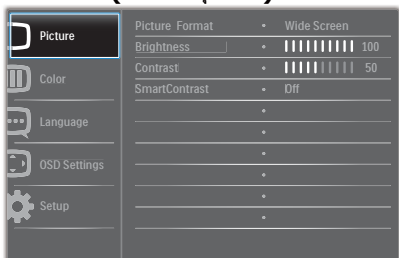 Picture
Color
Language
OSD Settings
Setup
Picture Format • Wide Screen
Brightness • 100
Contrast • 50
SmartContrast • Off
•
•
•
•
•